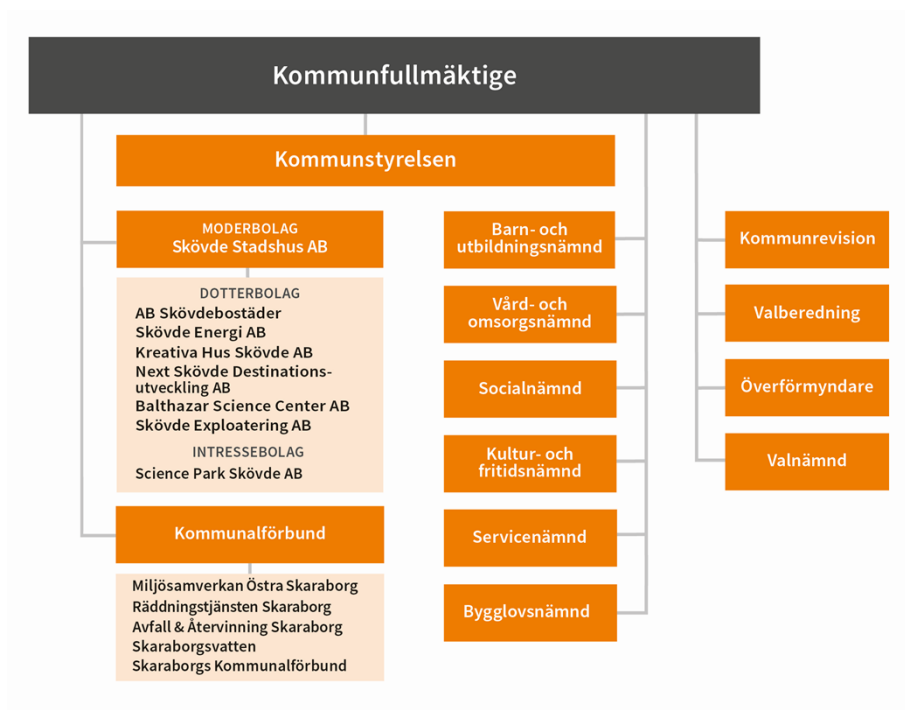 Kommunfullmäktige
Kommunstyrelsen
MODERBOLAG
Skövde Stadshus AB
DOTTERBOLAG
AB Skövdebostäder
Skövde Energi AB
Kreativa Hus Skövde AB
Next Skövde Destinations-
utveckling AB
Balthazar Science Center AB
Skövde Exploatering AB
INTRESSEBOLAG
Science Park Skövde AB
Kommunalförbund
Miljösamverkan Östra Skaraborg
Räddningstjänsten Skaraborg
Avfall & Återvinning Skaraborg
Skaraborgsvatten
Skaraborgs Kommunalförbund
Barn- och
utbildningsnämnd
Vård- och
omsorgsnämnd
Socialnämnd
Kultur- och
fritidsnämnd
Servicenämnd
Bygglovsnämnd
Kommunrevision
Valberedning
Överförmyndare
Valnämnd